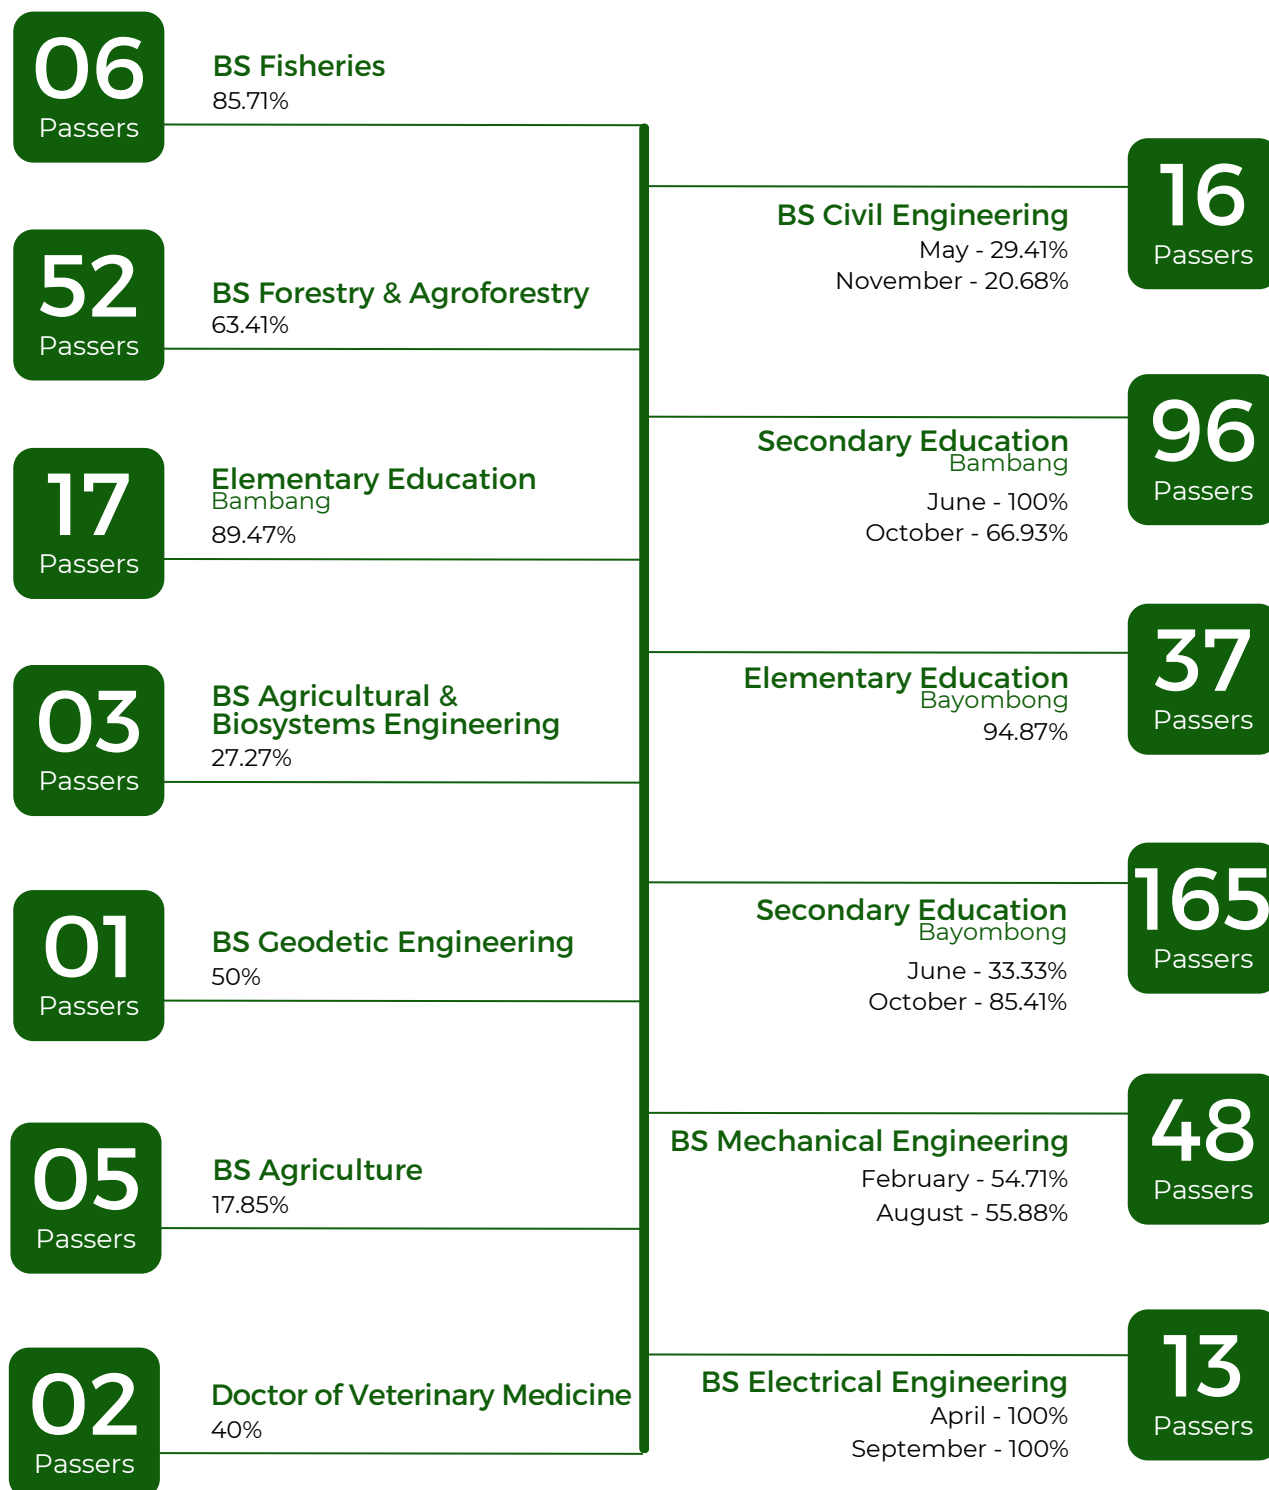 06
Passers
BS Fisheries
85.71%
16
Passers
BS Civil Engineering
May - 29.41%
November - 20.68%
52
Passers
BS Forestry & Agroforestry
63.41%
96
Passers
Secondary Education
Bambang
June - 100%
October - 66.93%
17
Passers
Elementary Education
Bambang
89.47%
37
Passers
Elementary Education
Bayombong
94.87%
03
Passers
BS Agricultural &
Biosystems Engineering
27.27%
165
Passers
Secondary Education
Bayombong
June - 33.33%
October - 85.41%
01
Passers
BS Geodetic Engineering
50%
48
Passers
BS Mechanical Engineering
February - 54.71%
August - 55.88%
05
Passers
BS Agriculture
17.85%
13
Passers
BS Electrical Engineering
April - 100%
September - 100%
02
Passers
Doctor of Veterinary Medicine
40%